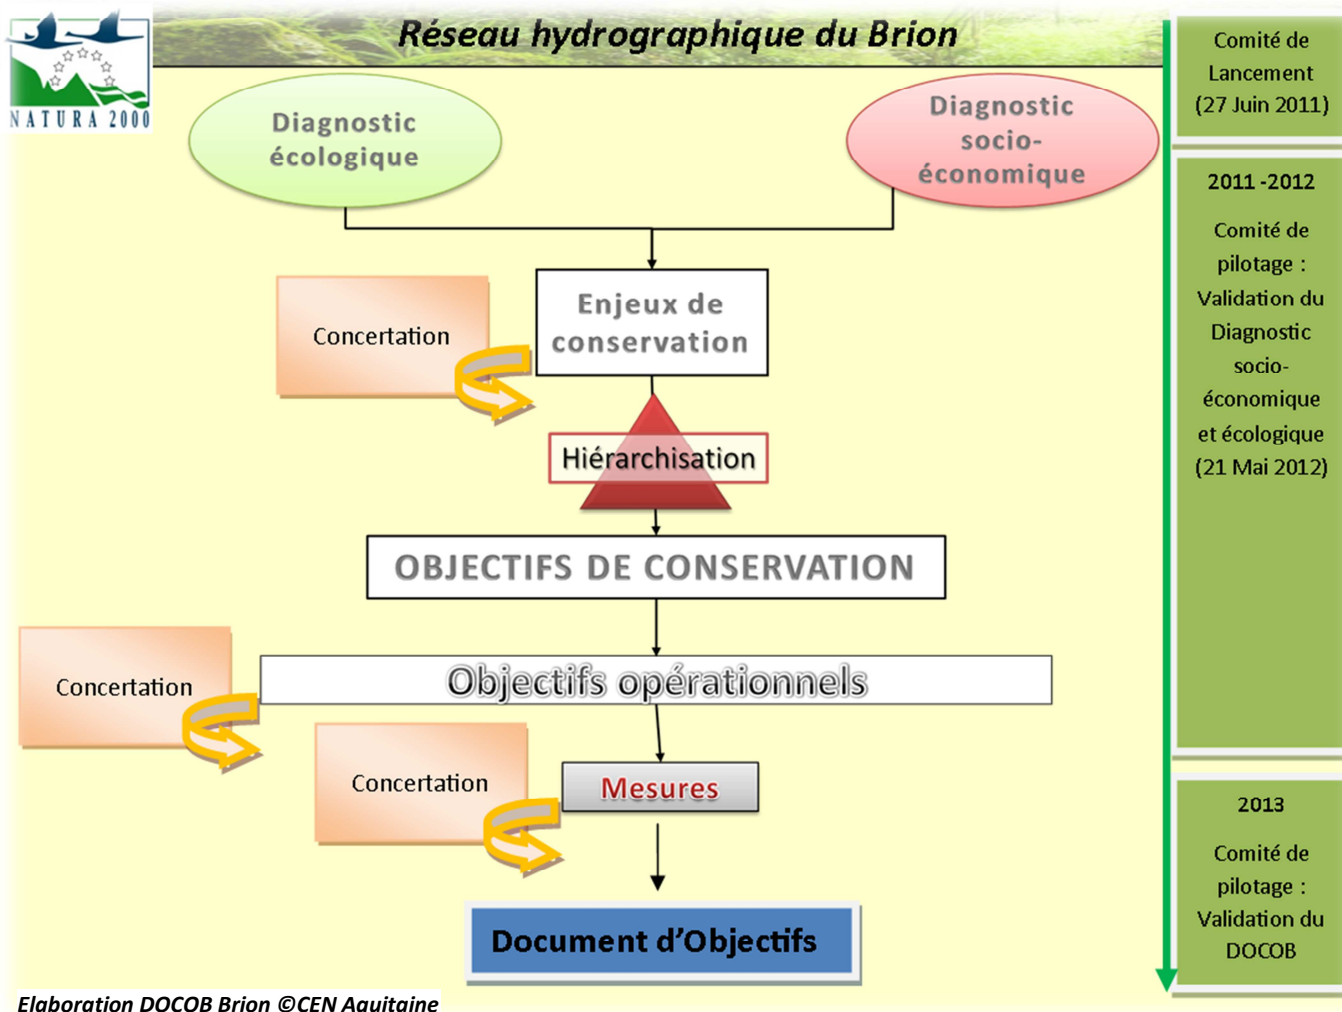 Réseau hydrographique du Brion
NATURA 2000
Diagnostic
écologique
Diagnostic
socio-
économique
Enjeux de
conservation
Concertation
Hiérarchisation
OBJECTIFS DE CONSERVATION
Concertation
Objectifs opérationnels
Concertation
Mesures
Document d'Objectifs
Elaboration DOCOB Brion ©CEN Aquitaine
Comité de
Lancement
(27 Juin 2011)
2011 -2012
Comité de
pilotage :
Validation du
Diagnostic
socio-
économique
et écologique
(21 Mai 2012)
2013
Comité de
pilotage :
Validation du
DOCOB